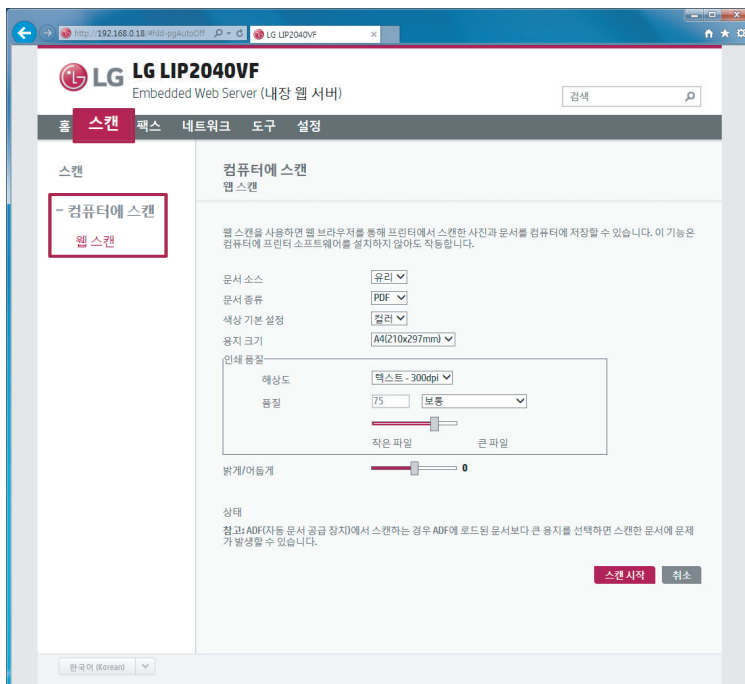 http://192.168.0.18/#hId-pgAutoOff
LG LIP2040VF
LG
LG LIP2040VF
Embedded Web Server (내장 웹 서버)
검색
홈 스캔 팩스 네트워크 도구 설정
스캔
- 컴퓨터에 스캔
웹 스캔
컴퓨터에 스캔
웹 스캔
웹 스캔을 사용하면 웹 브라우저를 통해 프린터에서 스캔한 사진과 문서를 컴퓨터에 저장할 수 있습니다. 이 기능은
컴퓨터에 프린터 소프트웨어를 설치하지 않아도 작동합니다.
문서 소스 유리
문서 종류 PDF
색상 기본 설정 컬러
용지 크기 A4(210x297mm)
인쇄 품질
해상도 텍스트 - 300dpi
품질 75 보통
작은 파일 큰 파일
밝게/어둡게 0
상태
참고: ADF(자동 문서 공급 장치)에서 스캔하는 경우 ADF에 로드된 문서보다 큰 용지를 선택하면 스캔한 문서에 문제
가 발생할 수 있습니다.
스캔 시작 취소
한국어 (Korean)